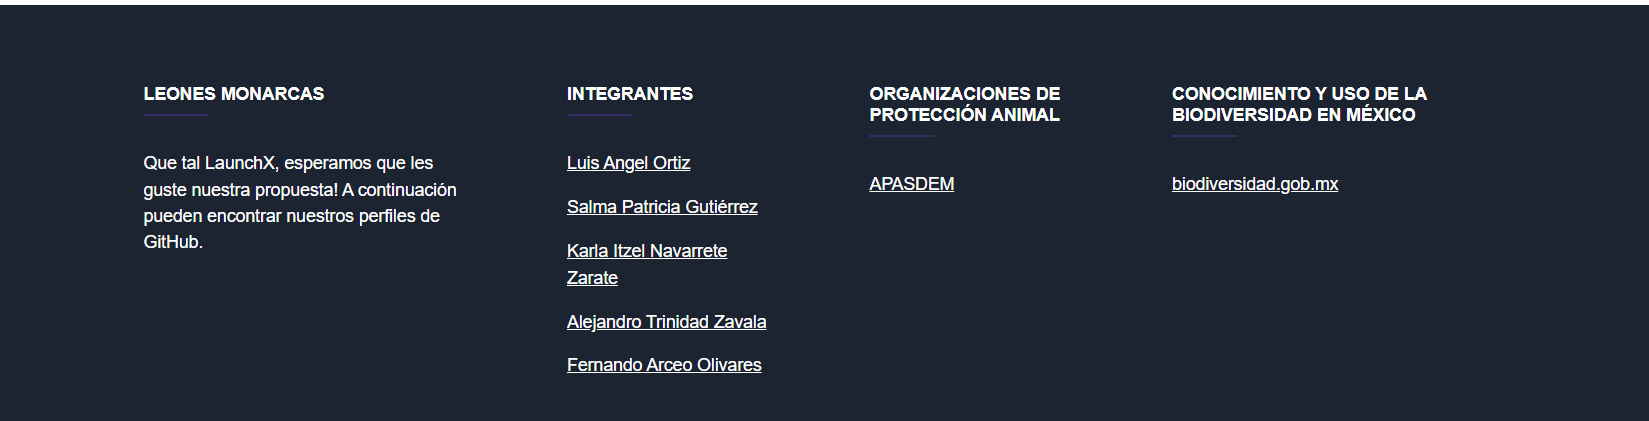 LEONES MONARCAS
Que tal LaunchX, esperamos que les
guste nuestra propuesta! A continuación
pueden encontrar nuestros perfiles de
GitHub.
INTEGRANTES
Luis Angel Ortiz
Salma Patricia Gutiérrez
Karla Itzel Navarrete
Zarate
Alejandro Trinidad Zavala
Fernando Arceo Olivares
ORGANIZACIONES DE
PROTECCIÓN ANIMAL
APASDEM
CONOCIMIENTO Y USO DE LA
BIODIVERSIDAD EN MÉXICO
biodiversidad.gob.mx